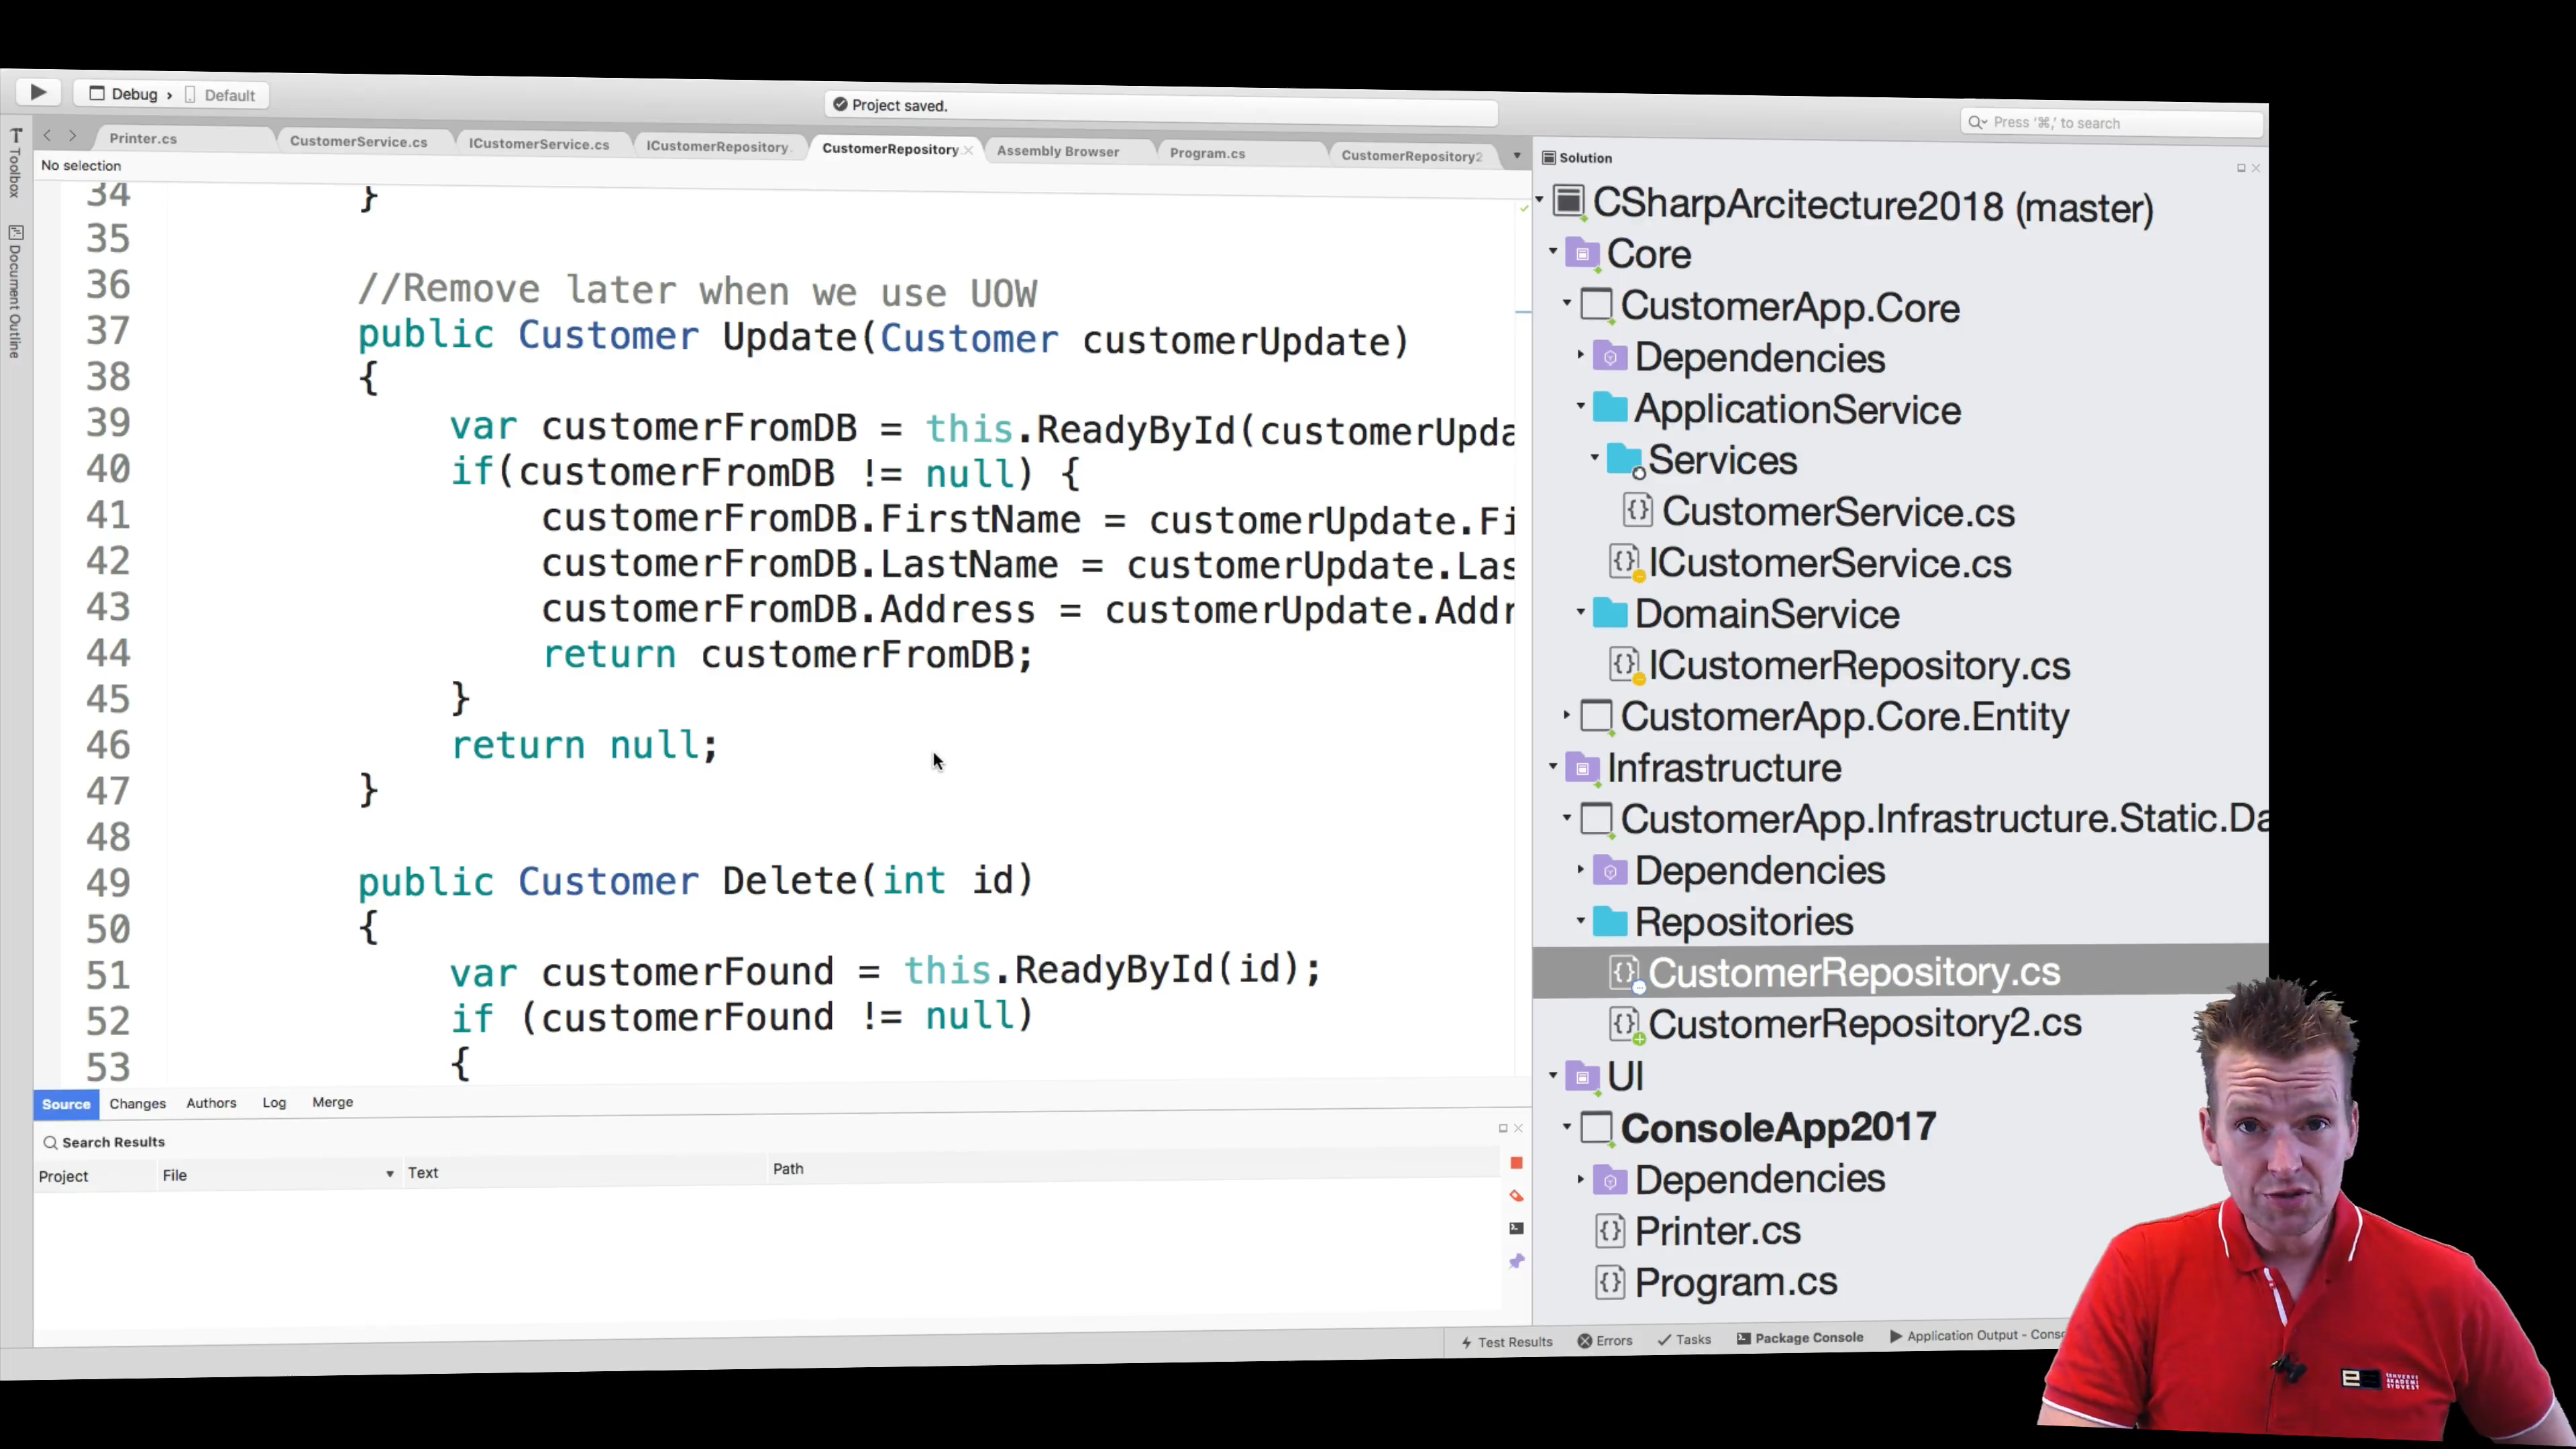 Debug › Default
Project saved.
Press '⌘,' to search
Printer.cs
CustomerService.cs
ICustomerService.cs
ICustomerRepository
CustomerRepository
Assembly Browser
Program.cs
CustomerRepository2
No selection
Toolbox
Document Outline
34 }
35
36 //Remove later when we use UOW
37 public Customer Update(Customer customerUpdate)
38 {
39 var customerFromDB = this.ReadyById(customerUpda
40 if(customerFromDB != null) {
41 customerFromDB.FirstName = customerUpdate.Fi
42 customerFromDB.LastName = customerUpdate.Las
43 customerFromDB.Address = customerUpdate.Addr
44 return customerFromDB;
45 }
46 return null;
47 }
48
49 public Customer Delete(int id)
50 {
51 var customerFound = this.ReadyById(id);
52 if (customerFound != null)
53 {
Source Changes Authors Log Merge
Search Results
Project File Text Path
Solution
CSharpArcitecture2018 (master)
Core
CustomerApp.Core
Dependencies
ApplicationService
Services
CustomerService.cs
ICustomerService.cs
DomainService
ICustomerRepository.cs
CustomerApp.Core.Entity
Infrastructure
CustomerApp.Infrastructure.Static.Da
Dependencies
Repositories
CustomerRepository.cs
CustomerRepository2.cs
UI
ConsoleApp2017
Dependencies
Printer.cs
Program.cs
Test Results Errors Tasks Package Console Application Output - Conso